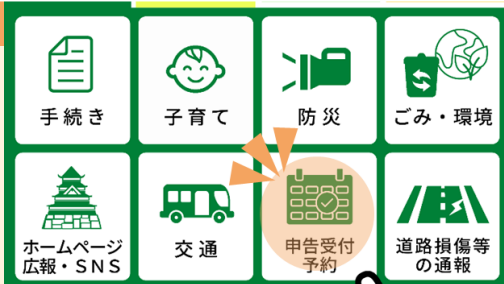 手続き
子育て
防災
ごみ・環境
ホームページ
広報・SNS
交通
申告受付
予約
道路損傷等
の通報